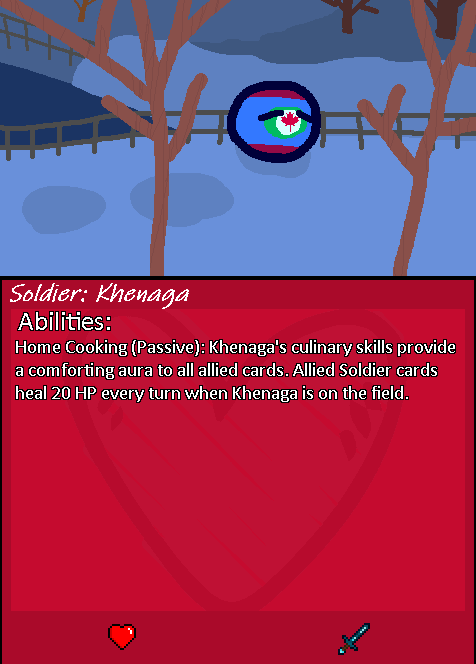 Soldier: Khenaga
Abilities:
Home Cooking (Passive): Khenaga's culinary skills provide
a comforting aura to all allied cards. Allied Soldier cards
heal 20 HP every turn when Khenaga is on the field.